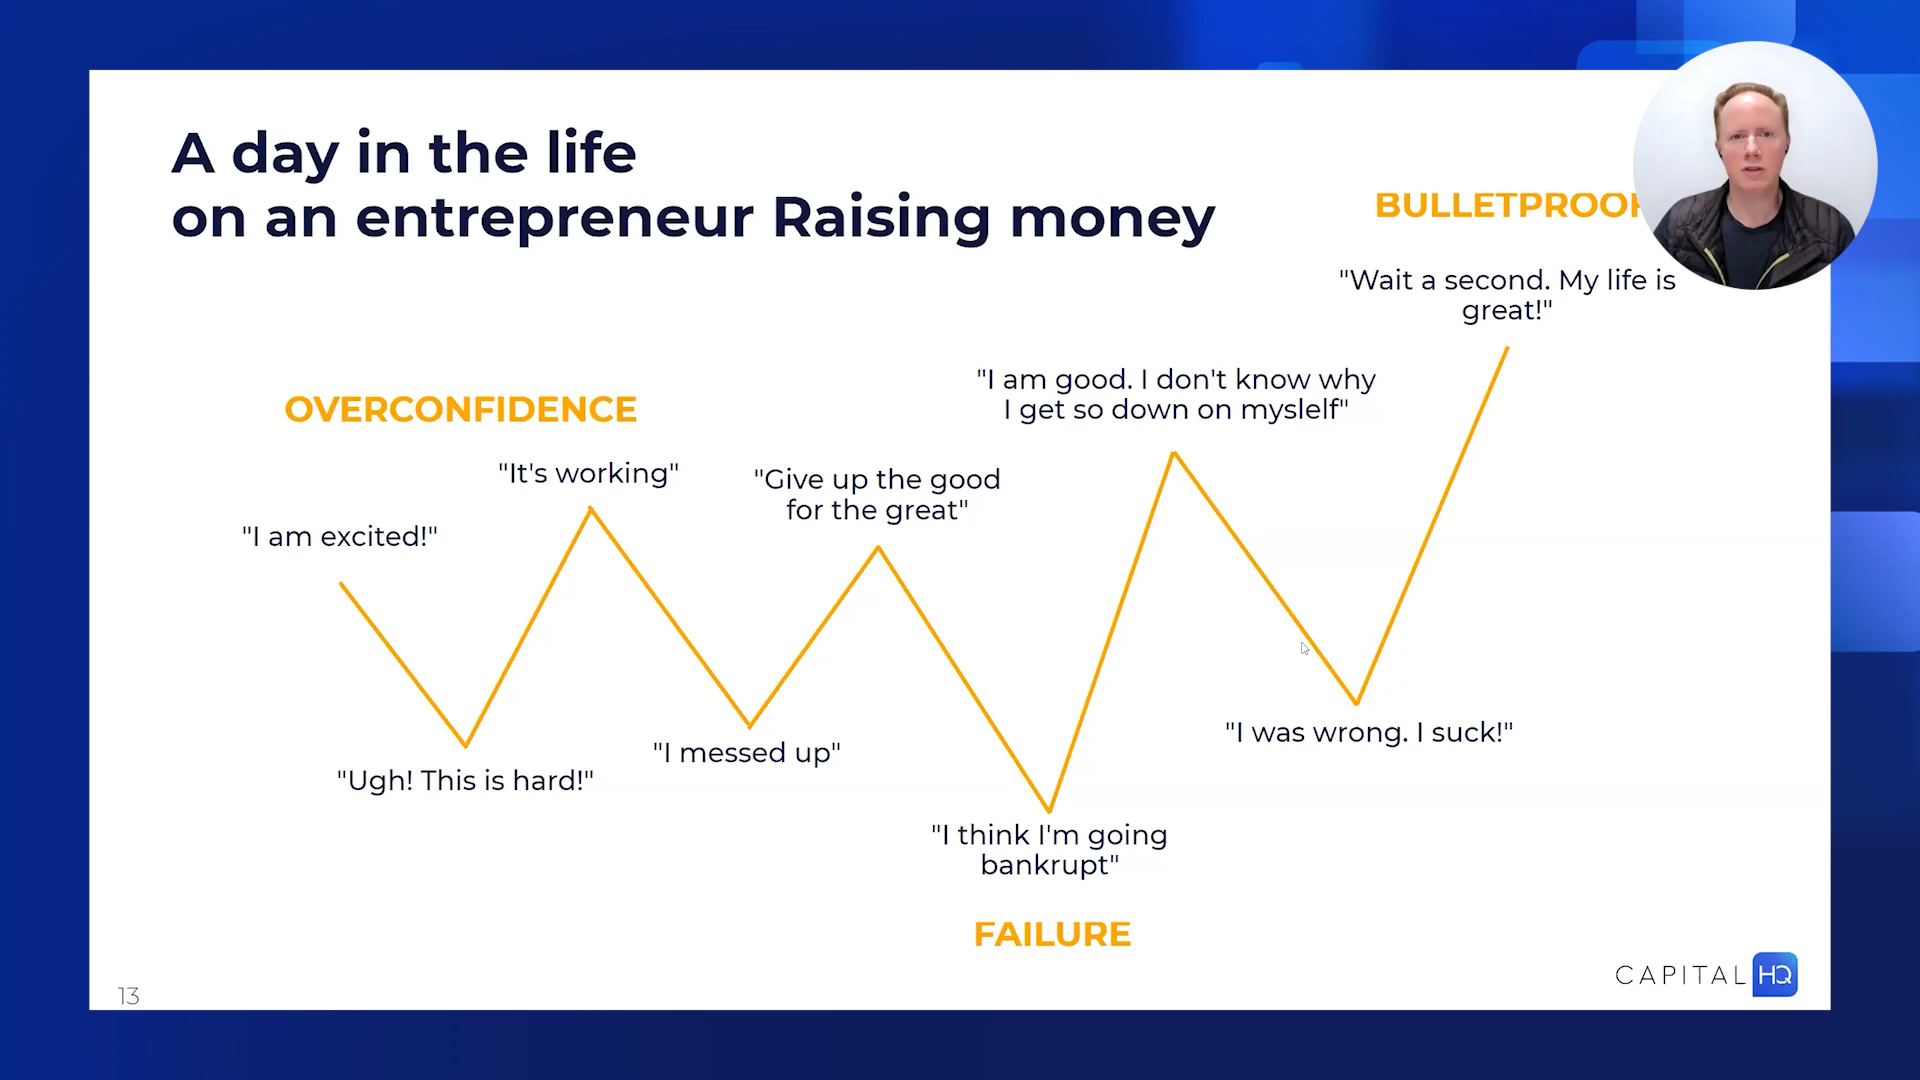 A day in the life
on an entrepreneur Raising money
BULLETPROOF
"Wait a second. My life is
great!"
"I am good. I don't know why
I get so down on myslelf"
OVERCONFIDENCE
"It's working"
"Give up the good
for the great"
"I am excited!"
"I was wrong. I suck!"
"I messed up"
"Ugh! This is hard!"
"I think I'm going
bankrupt"
FAILURE
CAPITAL HQ
13